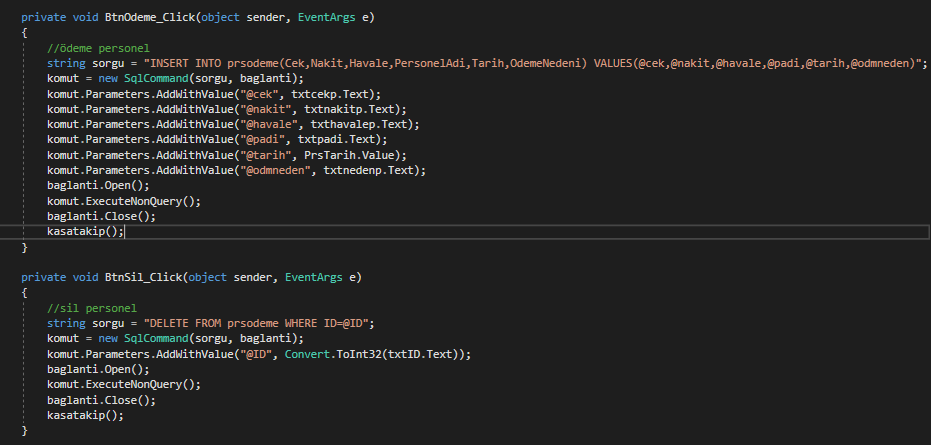 private void BtnOdeme_Click(object sender, EventArgs e)
{
//ödeme personel
string sorgu = "INSERT INTO prsodeme(Cek,Nakit,Havale,PersonelAdi,Tarih,OdemeNedeni) VALUES(@cek,@nakit,@havale,@padi,@tarih,@odmneden)";
komut = new SqlCommand(sorgu, baglanti);
komut.Parameters.AddWithValue("@cek", txtcekp.Text);
komut.Parameters.AddWithValue("@nakit", txtnakitp.Text);
komut.Parameters.AddWithValue("@havale", txthavalep.Text);
komut.Parameters.AddWithValue("@padi", txtpadi.Text);
komut.Parameters.AddWithValue("@tarih", PrsTarih.Value);
komut.Parameters.AddWithValue("@odmneden", txtnedenp.Text);
baglanti.Open();
komut.ExecuteNonQuery();
baglanti.Close();
kasatakip();
}
private void BtnSil_Click(object sender, EventArgs e)
{
//sil personel
string sorgu = "DELETE FROM prsodeme WHERE ID=@ID";
komut = new SqlCommand(sorgu, baglanti);
komut.Parameters.AddWithValue("@ID", Convert.ToInt32(txtID.Text));
baglanti.Open();
komut.ExecuteNonQuery();
baglanti.Close();
kasatakip();
}